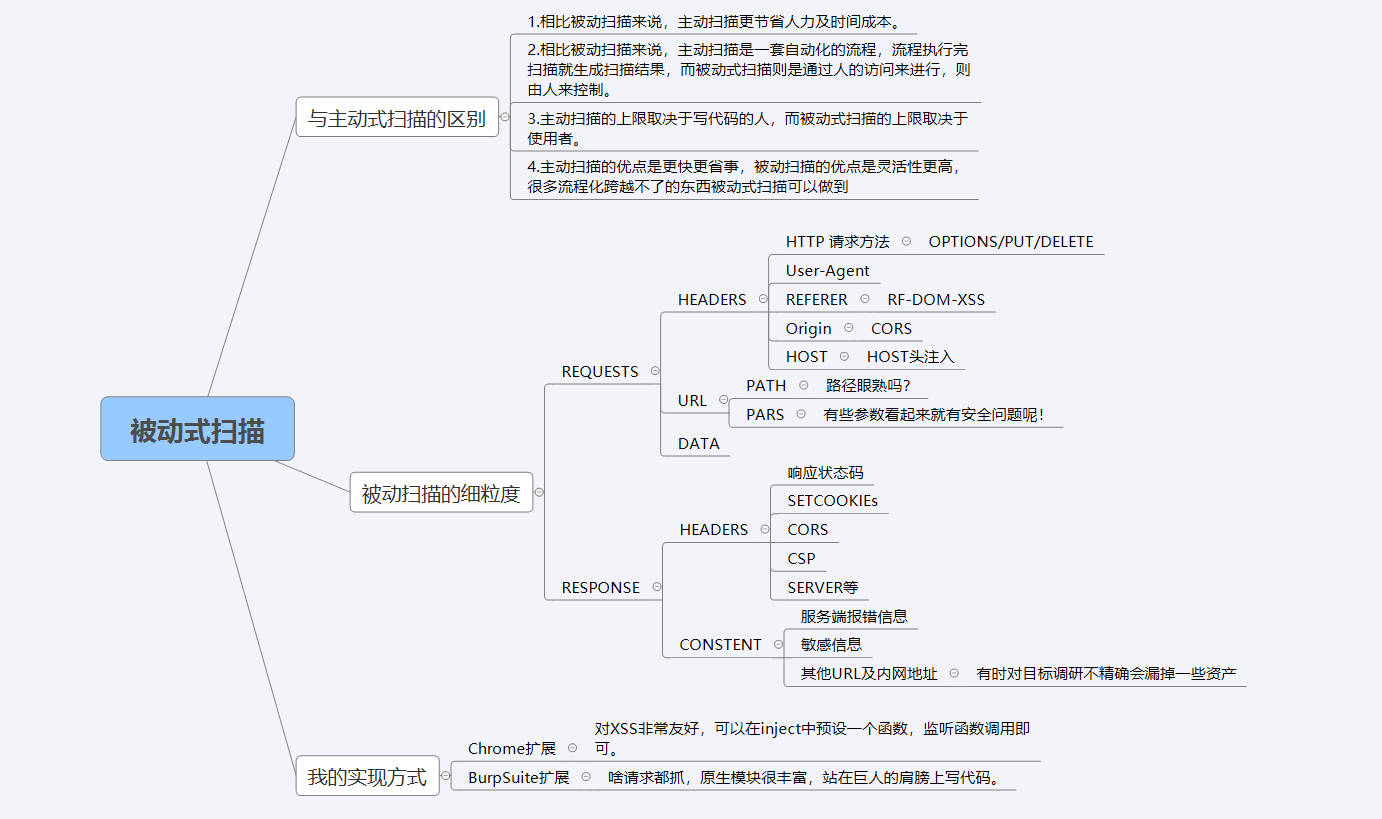 被动式扫描
与主动式扫描的区别
1.相比被动扫描来说，主动扫描更节省人力及时间成本。
2.相比被动扫描来说，主动扫描是一套自动化的流程，流程执行完
扫描就生成扫描结果，而被动式扫描则是通过人的访问来进行，则
由人来控制。
3.主动扫描的上限取决于写代码的人，而被动式扫描的上限取决于
使用者。
4.主动扫描的优点是更快更省事，被动扫描的优点是灵活性更高，
很多流程化跨越不了的东西被动式扫描可以做到
被动扫描的细粒度
REQUESTS
HEADERS
HTTP 请求方法
OPTIONS/PUT/DELETE
User-Agent
REFERER
RF-DOM-XSS
Origin
CORS
HOST
HOST头注入
URL
PATH
路径眼熟吗？
PARS
有些参数看起来就有安全问题呢！
DATA
RESPONSE
HEADERS
响应状态码
SETCOOKIEs
CORS
CSP
SERVER等
CONSTENT
服务端报错信息
敏感信息
其他URL及内网地址
有时对目标调研不精确会漏掉一些资产
我的实现方式
Chrome扩展
对XSS非常友好，可以在inject中预设一个函数，监听函数调用即
可。
BurpSuite扩展
啥请求都抓，原生模块很丰富，站在巨人的肩膀上写代码。